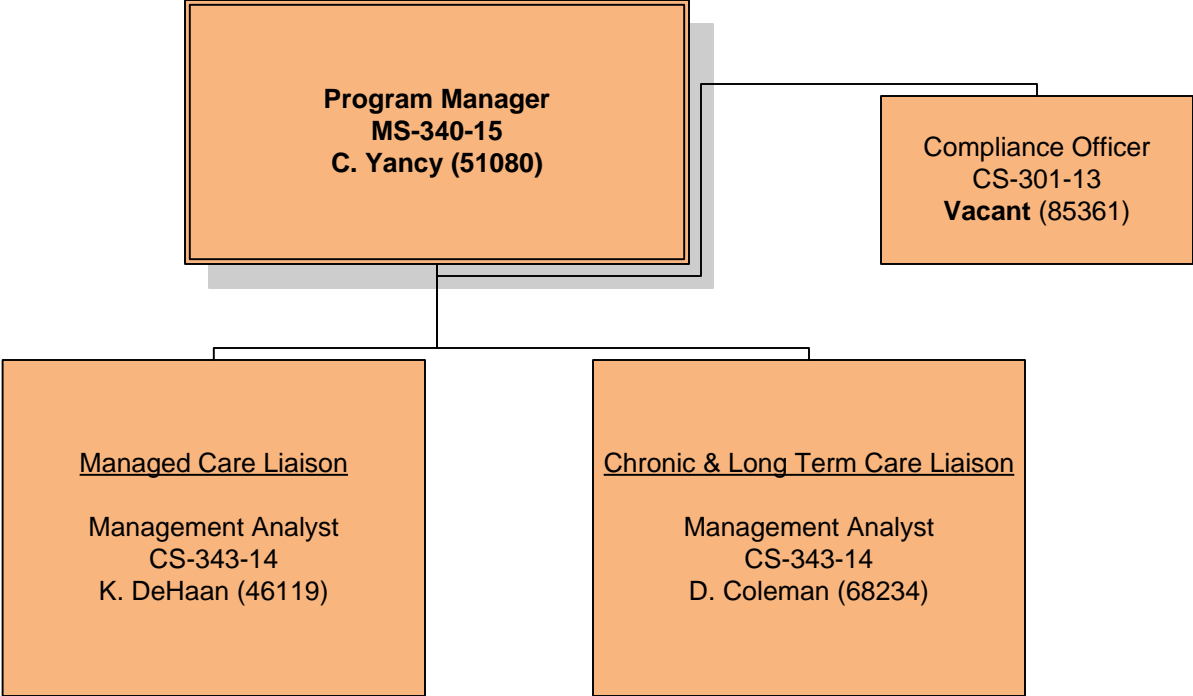 Program Manager
MS-340-15
C. Yancy (51080)
Compliance Officer
CS-301-13
Vacant (85361)
Managed Care Liaison
Management Analyst
CS-343-14
K. DeHaan (46119)
Chronic & Long Term Care Liaison
Management Analyst
CS-343-14
D. Coleman (68234)